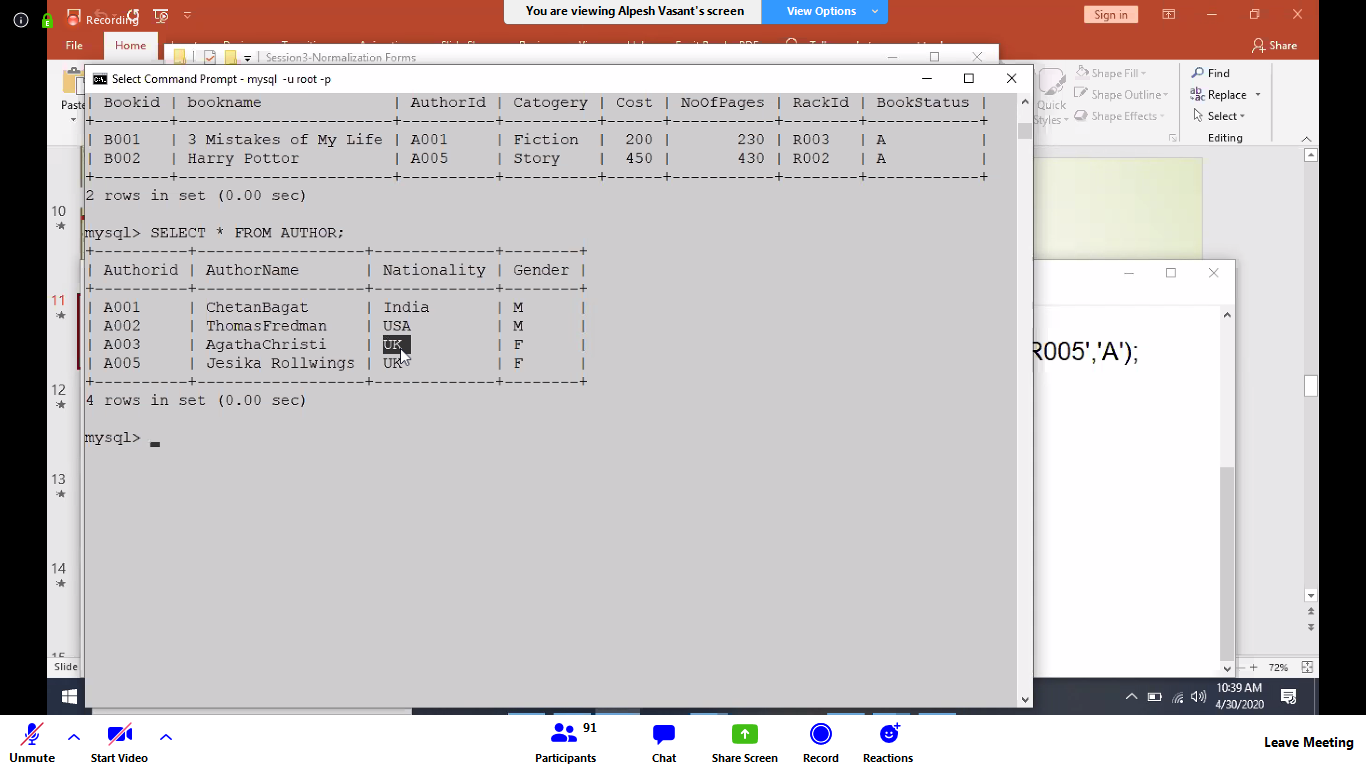 Recording
You are viewing Alpesh Vasant's screen
View Options
Sign in
File
Home
Session3-Normalization Forms
Share
Paste
Select Command Prompt - mysql -u root -p
Quick
Styles
Shape Fill
Shape Outline
Shape Effects
Find
Replace
Select
Editing
| Bookid | bookname | AuthorId | Catogery | Cost | NoOfPages | RackId | BookStatus |
+--------+----------------------+----------+----------+------+-----------+--------+------------+
| B001 | 3 Mistakes of My Life | A001 | Fiction | 200 | 230 | R003 | A |
| B002 | Harry Pottor | A005 | Story | 450 | 430 | R002 | A |
+--------+----------------------+----------+----------+------+-----------+--------+------------+
2 rows in set (0.00 sec)
mysql> SELECT * FROM AUTHOR;
+----------+------------------+-------------+--------+
| Authorid | AuthorName | Nationality | Gender |
+----------+------------------+-------------+--------+
| A001 | ChetanBagat | India | M |
| A002 | ThomasFredman | USA | M |
| A003 | AgathaChristi | UK | F |
| A005 | Jesika Rollwings | UK | F |
+----------+------------------+-------------+--------+
4 rows in set (0.00 sec)
mysql>
10
11
12
13
14
15
R005','A');
Slide
72%
10:39 AM
4/30/2020
Unmute
Start Video
Participants
91
Chat
Share Screen
Record
Reactions
Leave Meeting